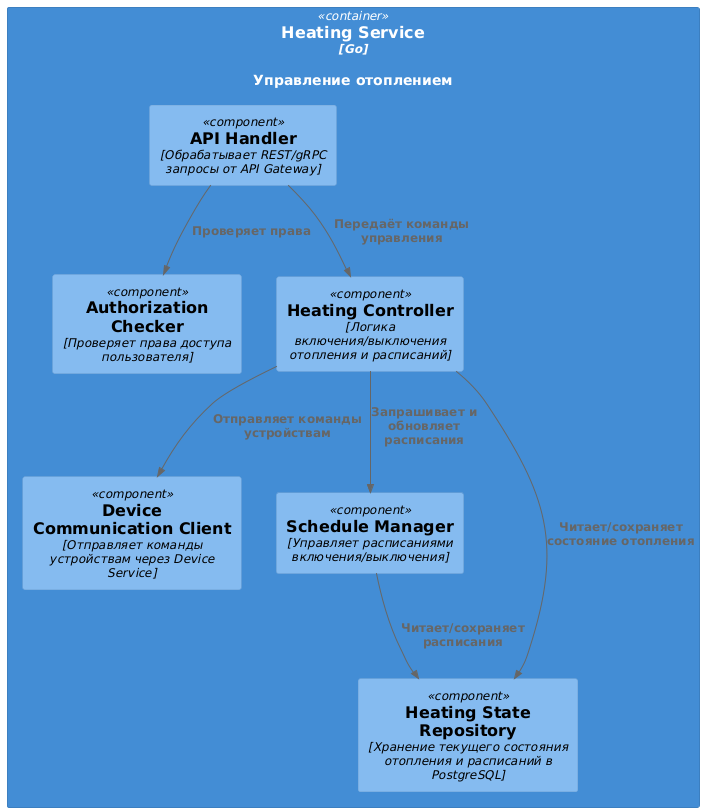 «container»
Heating Service
[Go]
Управление отоплением
«component»
API Handler
[Обрабатывает REST/gRPC
запросы от API Gateway]
Проверяет права
Передаёт команды
управления
«component»
Authorization
Checker
[Проверяет права доступа
пользователя]
«component»
Heating Controller
[Логика
включения/выключения
отопления и расписаний]
Отправляет команды
устройствам
Запрашивает и
обновляет
расписания
Читает/сохраняет
состояние отопления
«component»
Device
Communication Client
[Отправляет команды
устройствам через Device
Service]
«component»
Schedule Manager
[Управляет расписаниями
включения/выключения]
Читает/сохраняет
расписания
«component»
Heating State
Repository
[Хранение текущего состояния
отопления и расписаний в
PostgreSQL]